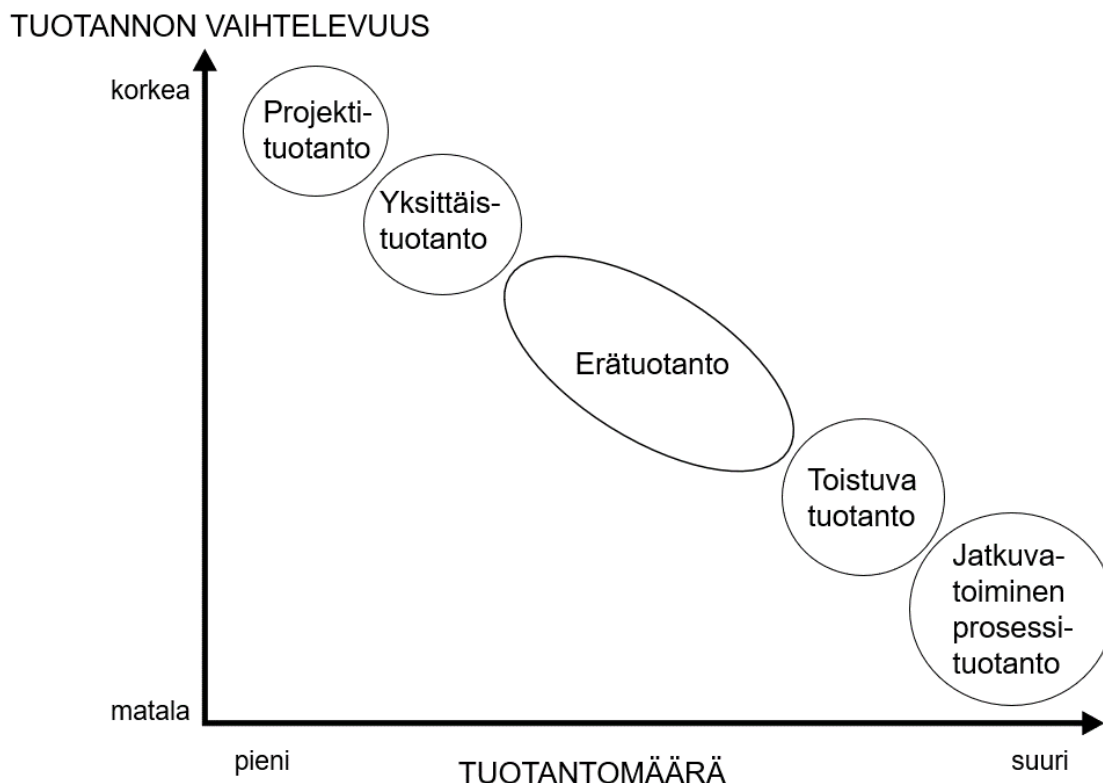 TUOTANNON VAIHTELEVUUS
korkea
Projekti-
tuotanto
Yksittäis-
tuotanto
Erätuotanto
Toistuva
tuotanto
Jatkuva-
toiminen
prosessi-
tuotanto
matala
pieni
TUOTANTOMÄÄRÄ
suuri